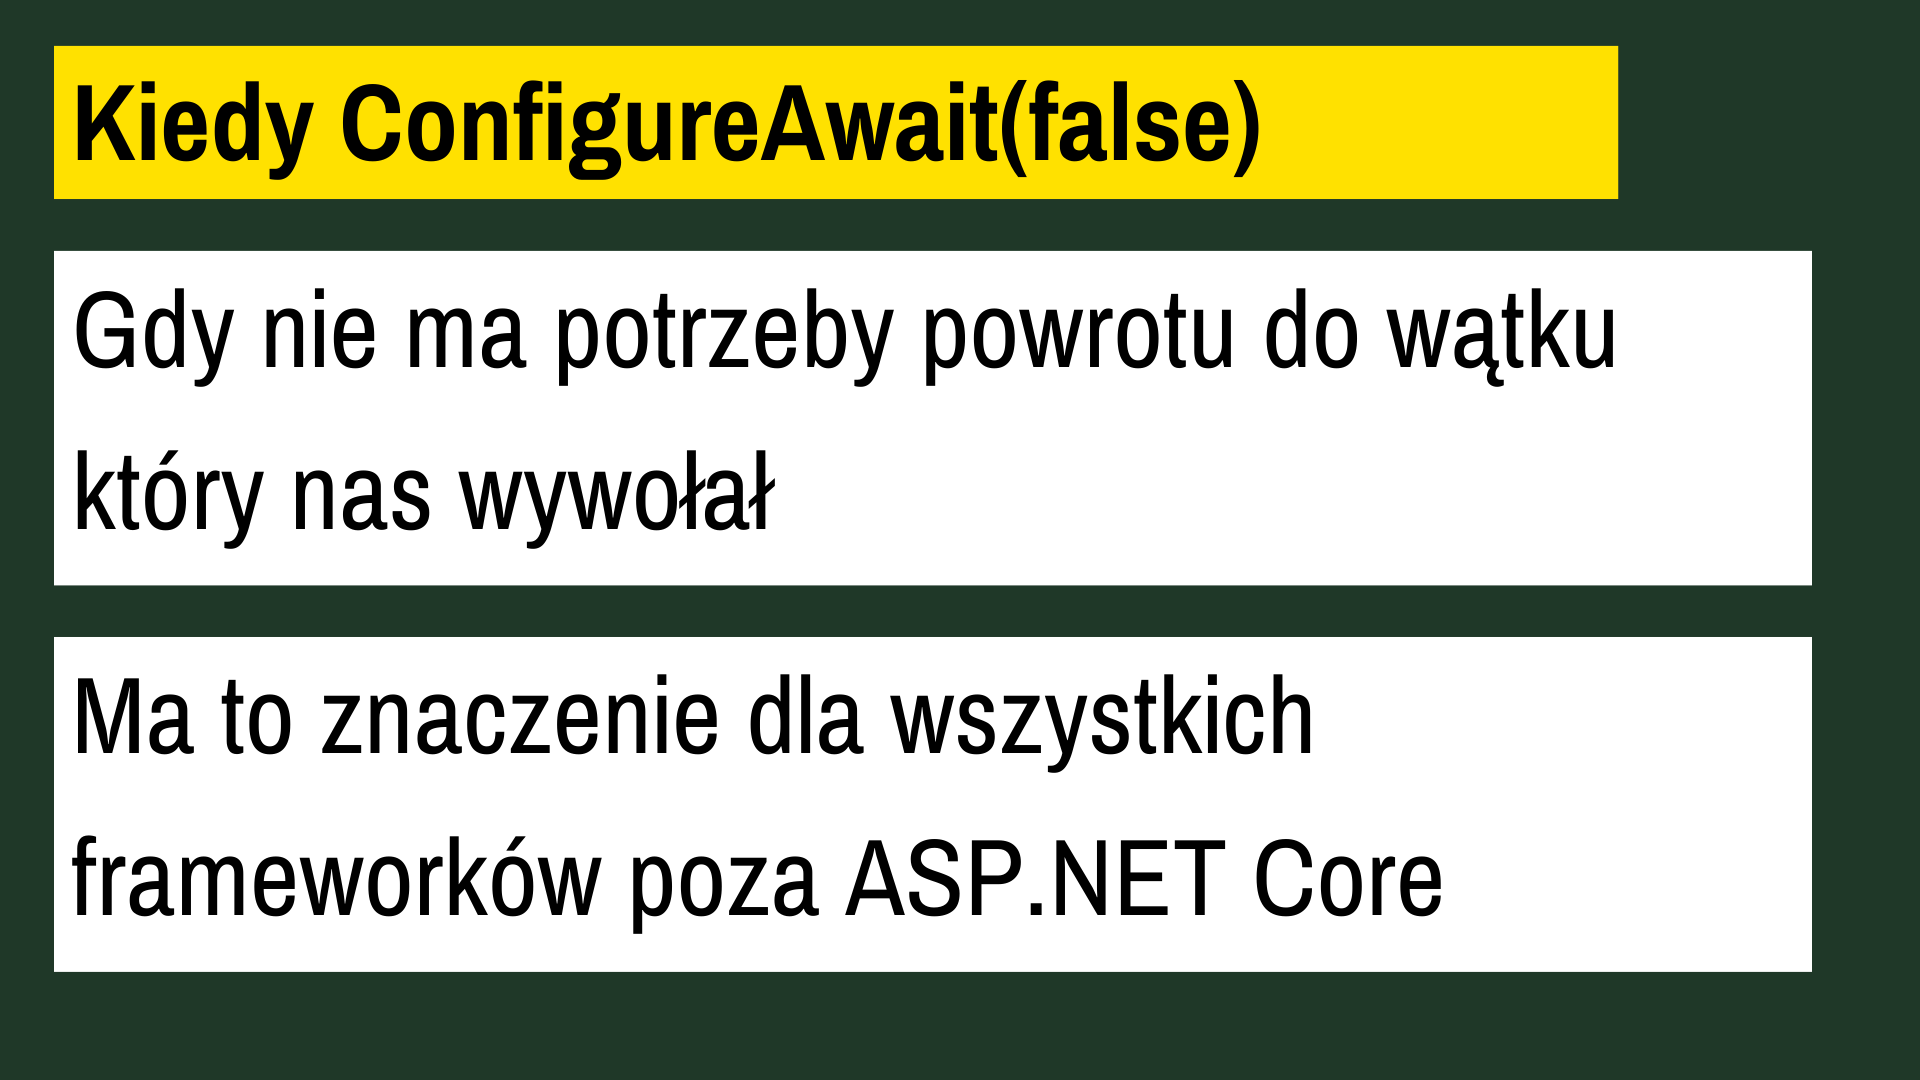 Kiedy ConfigureAwait(false)
Gdy nie ma potrzeby powrotu do wątku
który nas wywołał
Ma to znaczenie dla wszystkich
frameworków poza ASP.NET Core